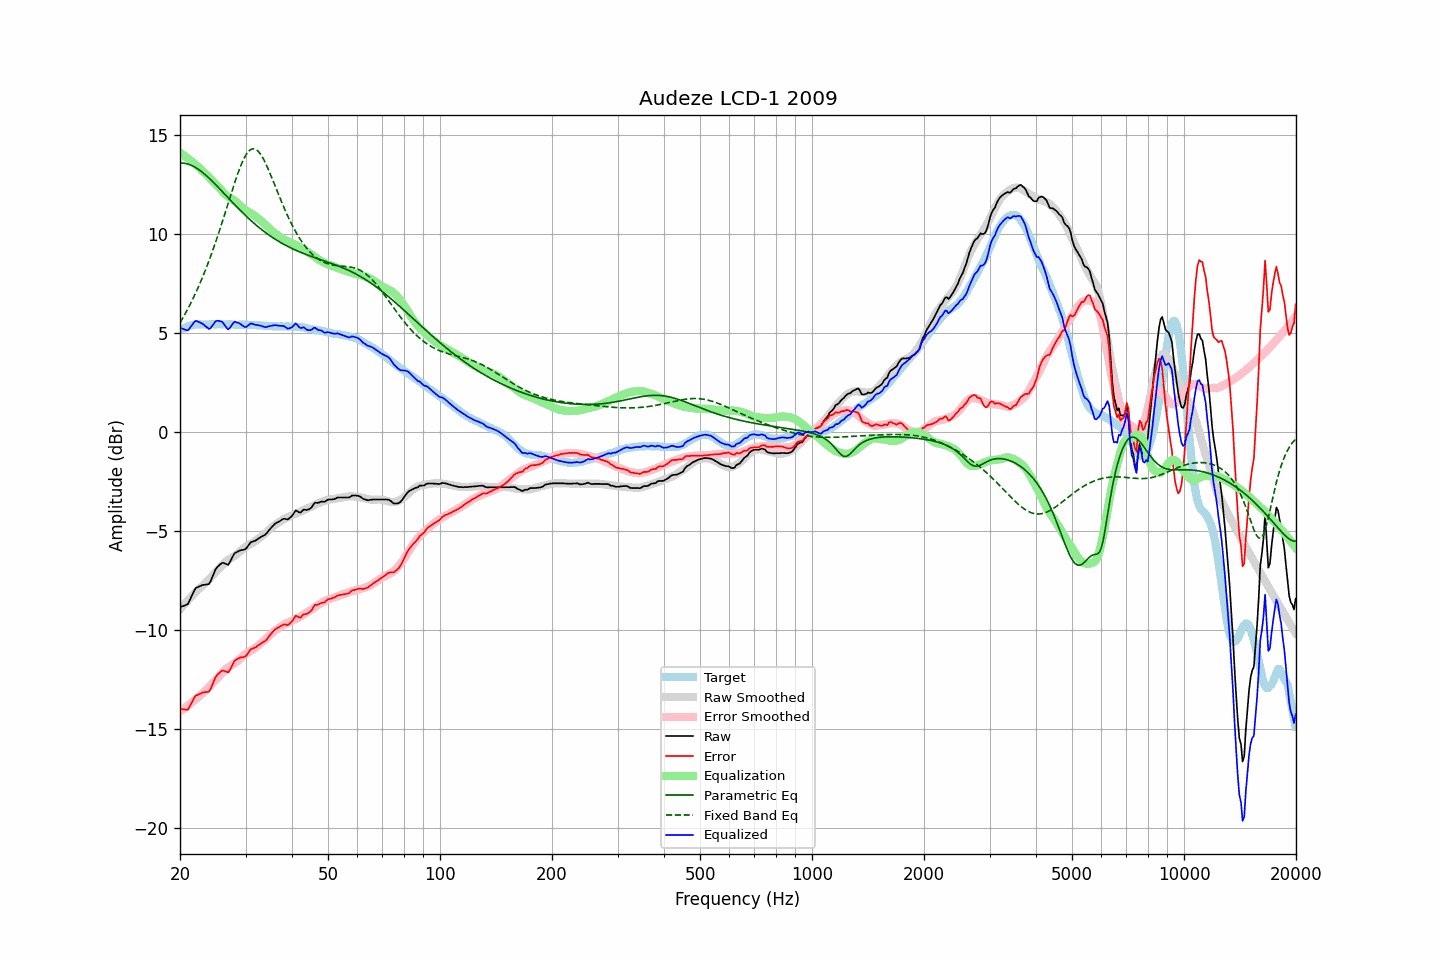 Audeze LCD-1 2009
Amplitude (dBr)
15
10
5
0
−5
−10
−15
−20
Target
Raw Smoothed
Error Smoothed
Raw
Error
Equalization
Parametric Eq
Fixed Band Eq
Equalized
20 50 100 200 500 1000 2000 5000 10000 20000
Frequency (Hz)